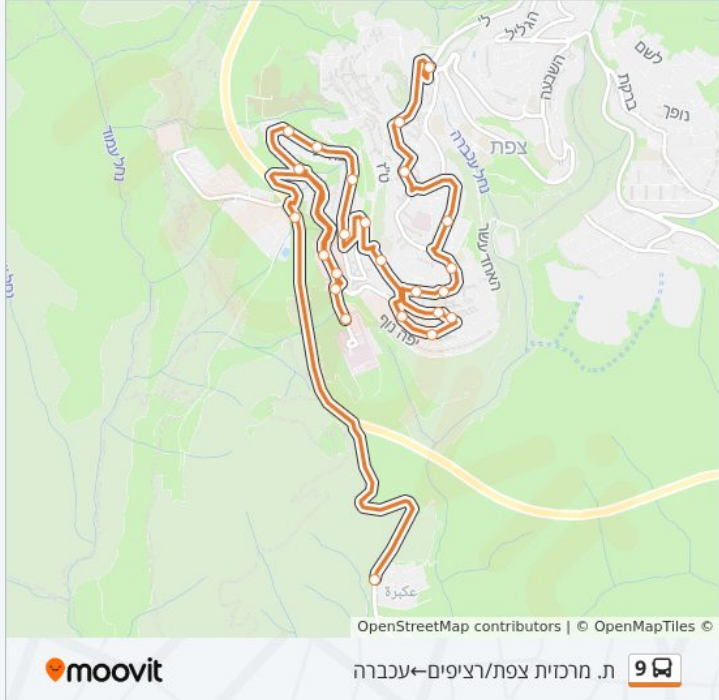 ל'
הגליל
השבעה
לשם
ברקת
נופך
נחל עמוד
צפת
נחל עכברה
האחד עשר
יפה נוף
עכברה
OpenStreetMap contributors | © OpenMapTiles ©
moovit
ת. מרכזית צפת/רציפים←עכברה
9